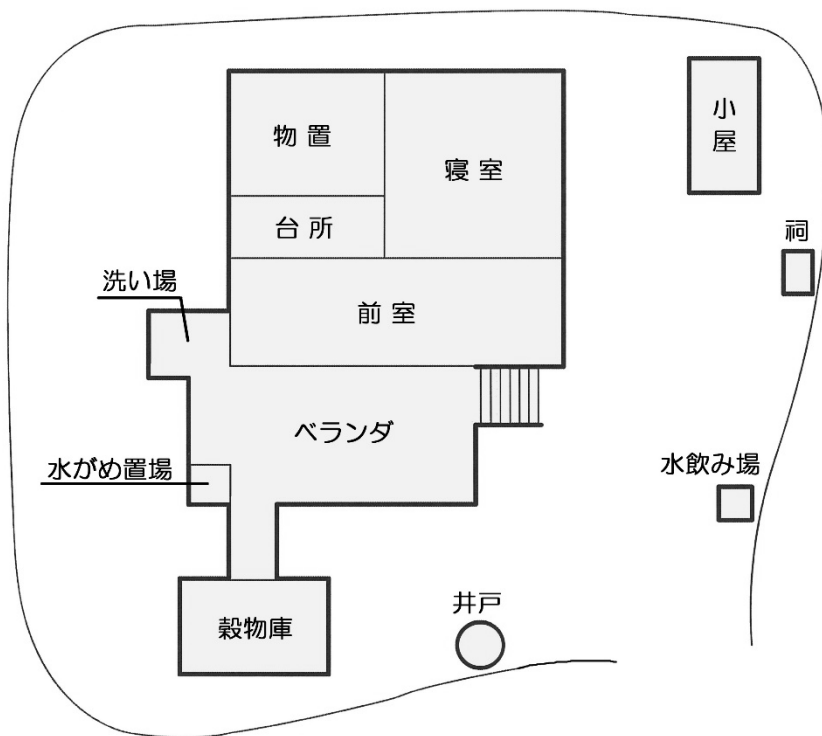 物置
寝室
小屋
台所
祠
洗い場
前室
ベランダ
水がめ置場
水飲み場
井戸
穀物庫